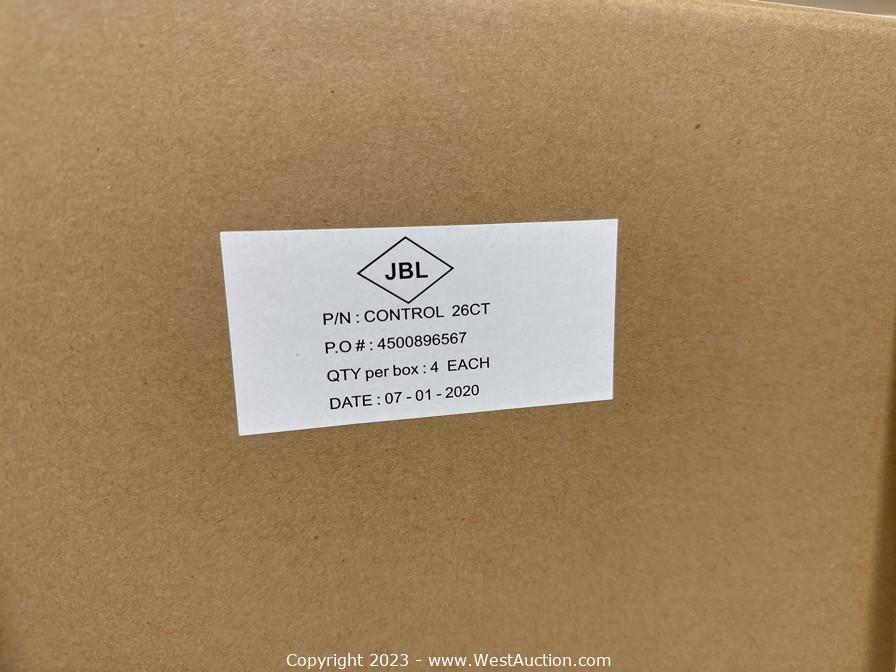 JBL
P/N : CONTROL 26CT
P.O # : 4500896567
QTY per box : 4 EACH
DATE : 07 - 01 - 2020
Copyright 2023 - www.WestAuction.com